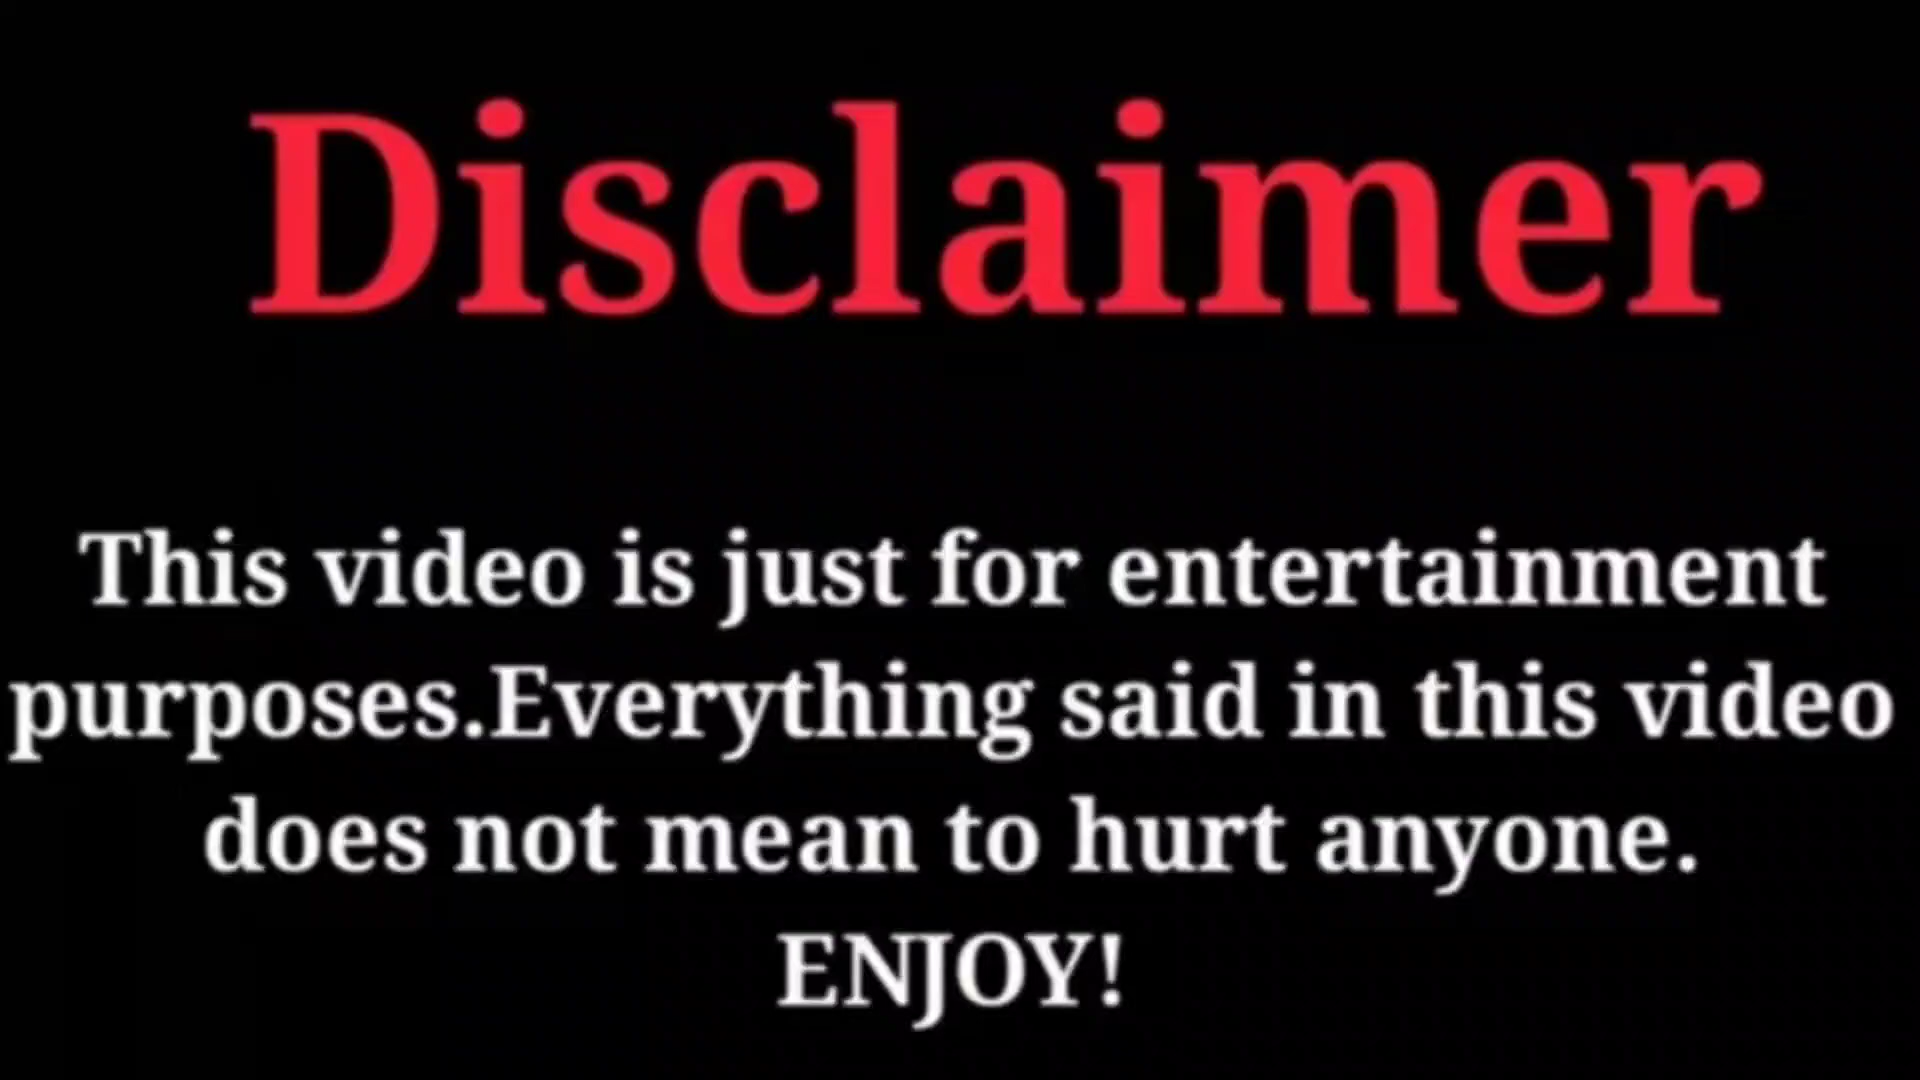 Disclaimer
This video is just for entertainment
purposes.Everything said in this video
does not mean to hurt anyone.
ENJOY!